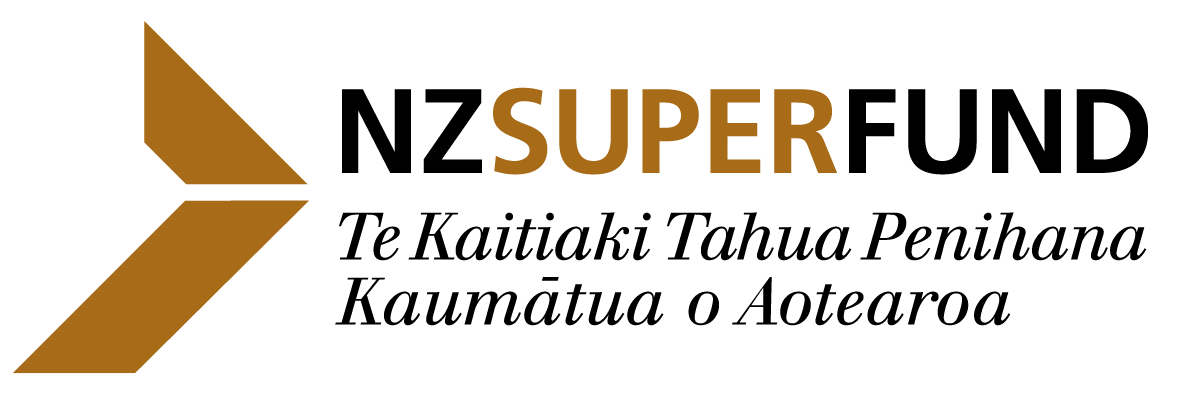 NZSUPERFUND
Te Kaitiaki Tahua Penihana
Kaumātua o Aotearoa